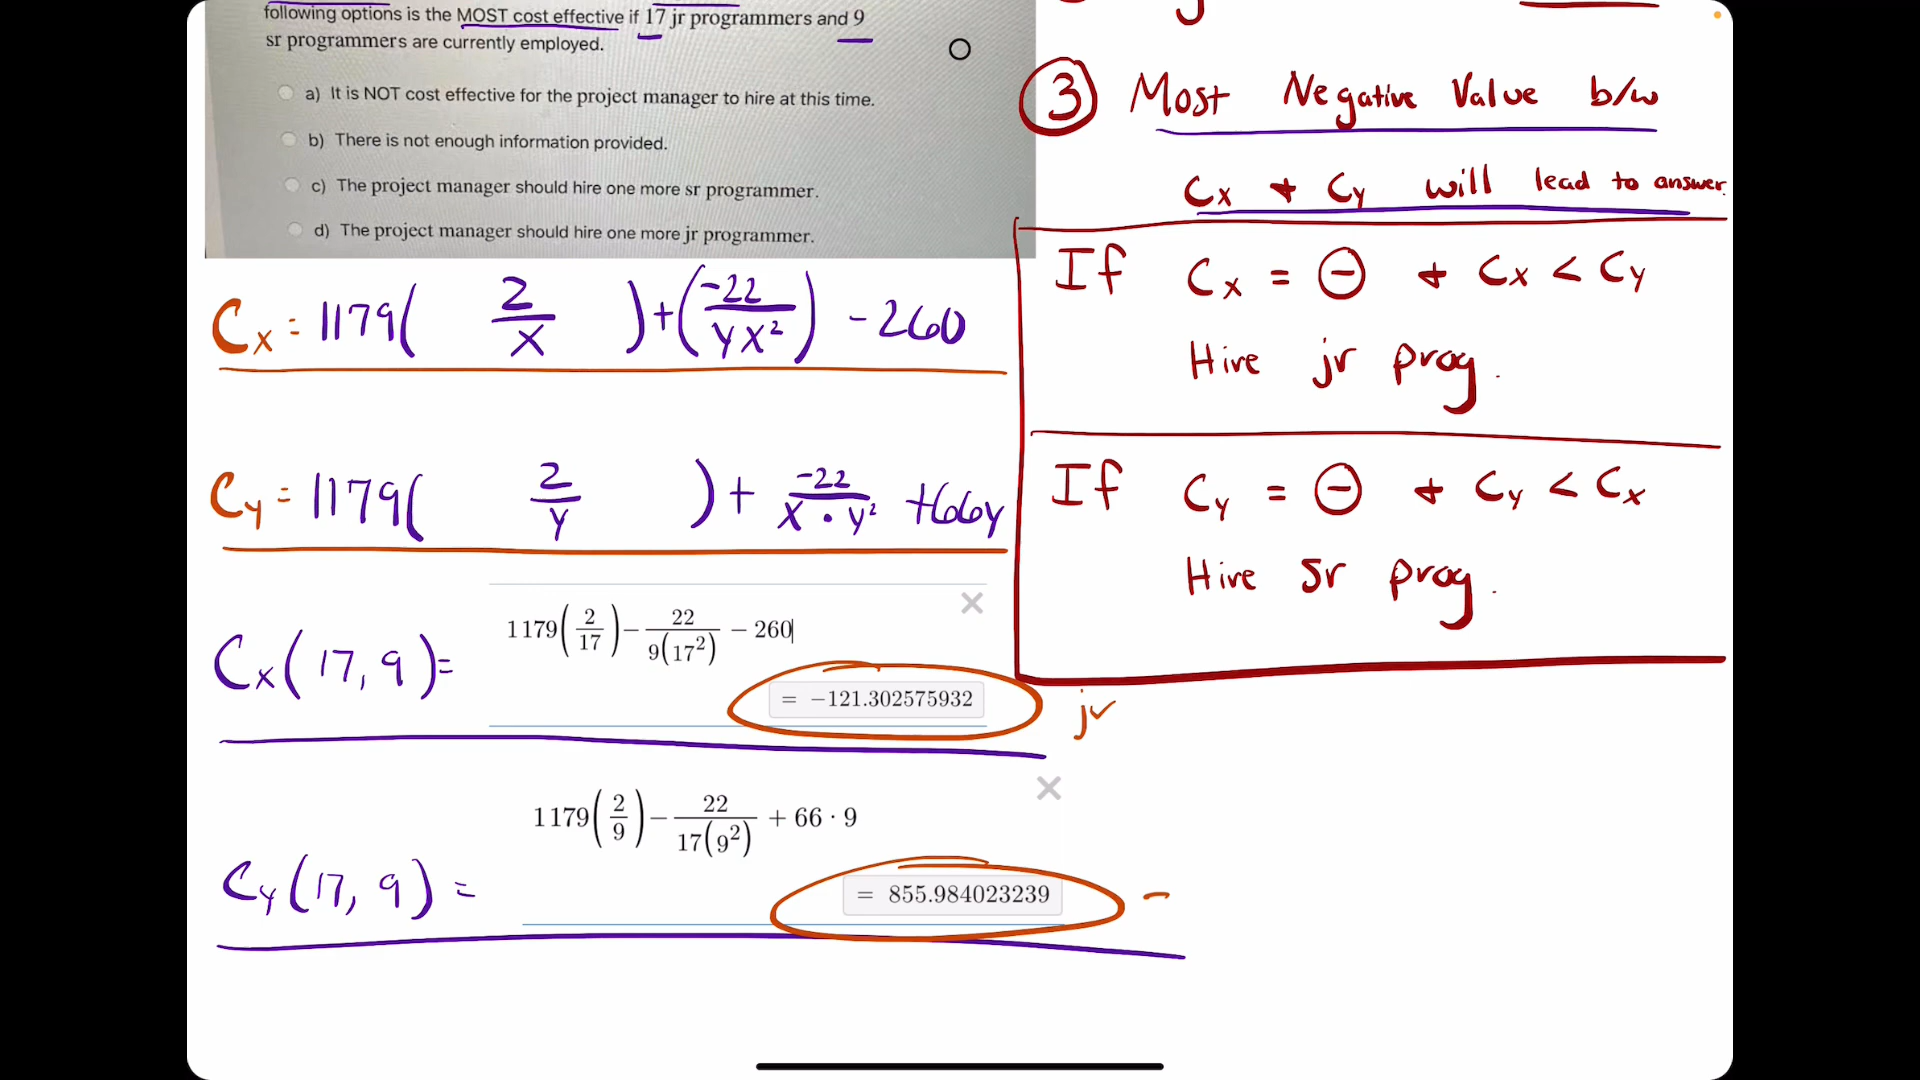 following options is the MOST cost effective if 17 jr programmers and 9
sr programmers are currently employed.
a) It is NOT cost effective for the project manager to hire at this time.
b) There is not enough information provided.
c) The project manager should hire one more sr programmer.
d) The project manager should hire one more jr programmer.
Cx = 1179( 2/x ) + ( -22/yx² ) - 260
Cy = 1179( 2/y ) + -22/x · y² + 66y
Cx(17, 9) =
1179(2/17) − 22/9(17²) − 260
= −121.302575932
jr
Cy(17, 9) =
1179(2/9) − 22/17(9²) + 66 · 9
= 855.984023239 -
③ Most Negative Value b/w
Cx + Cy will lead to answer.
If Cx = ⊖ + Cx < Cy
Hire jr prog.
If Cy = ⊖ + Cy < Cx
Hire Sr prog.